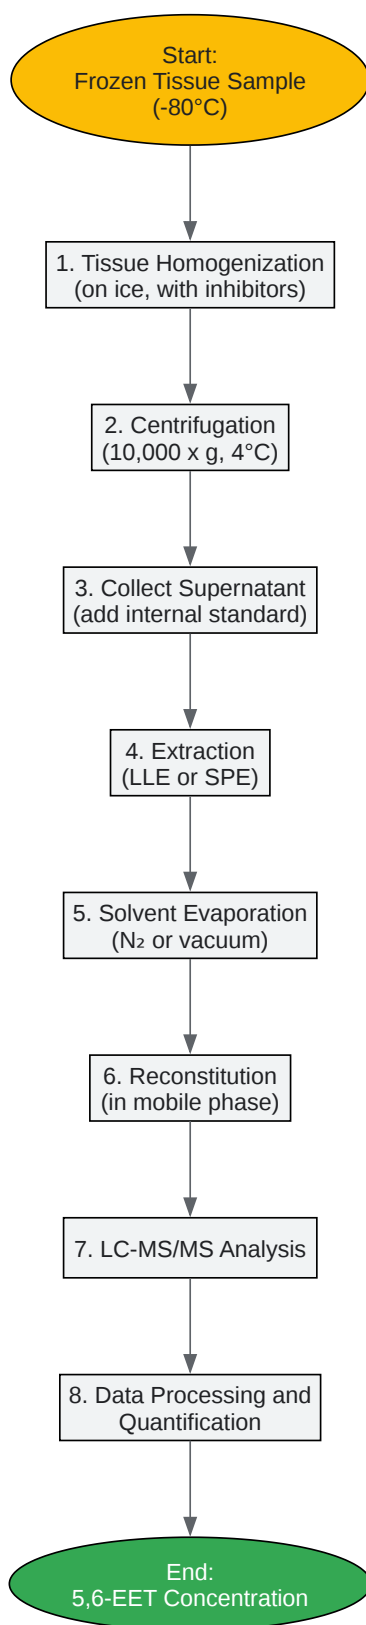 Start:
Frozen Tissue Sample
(-80°C)
1. Tissue Homogenization
(on ice, with inhibitors)
2. Centrifugation
(10,000 x g, 4°C)
3. Collect Supernatant
(add internal standard)
4. Extraction
(LLE or SPE)
5. Solvent Evaporation
(N₂ or vacuum)
6. Reconstitution
(in mobile phase)
7. LC-MS/MS Analysis
8. Data Processing and
Quantification
End:
5,6-EET Concentration